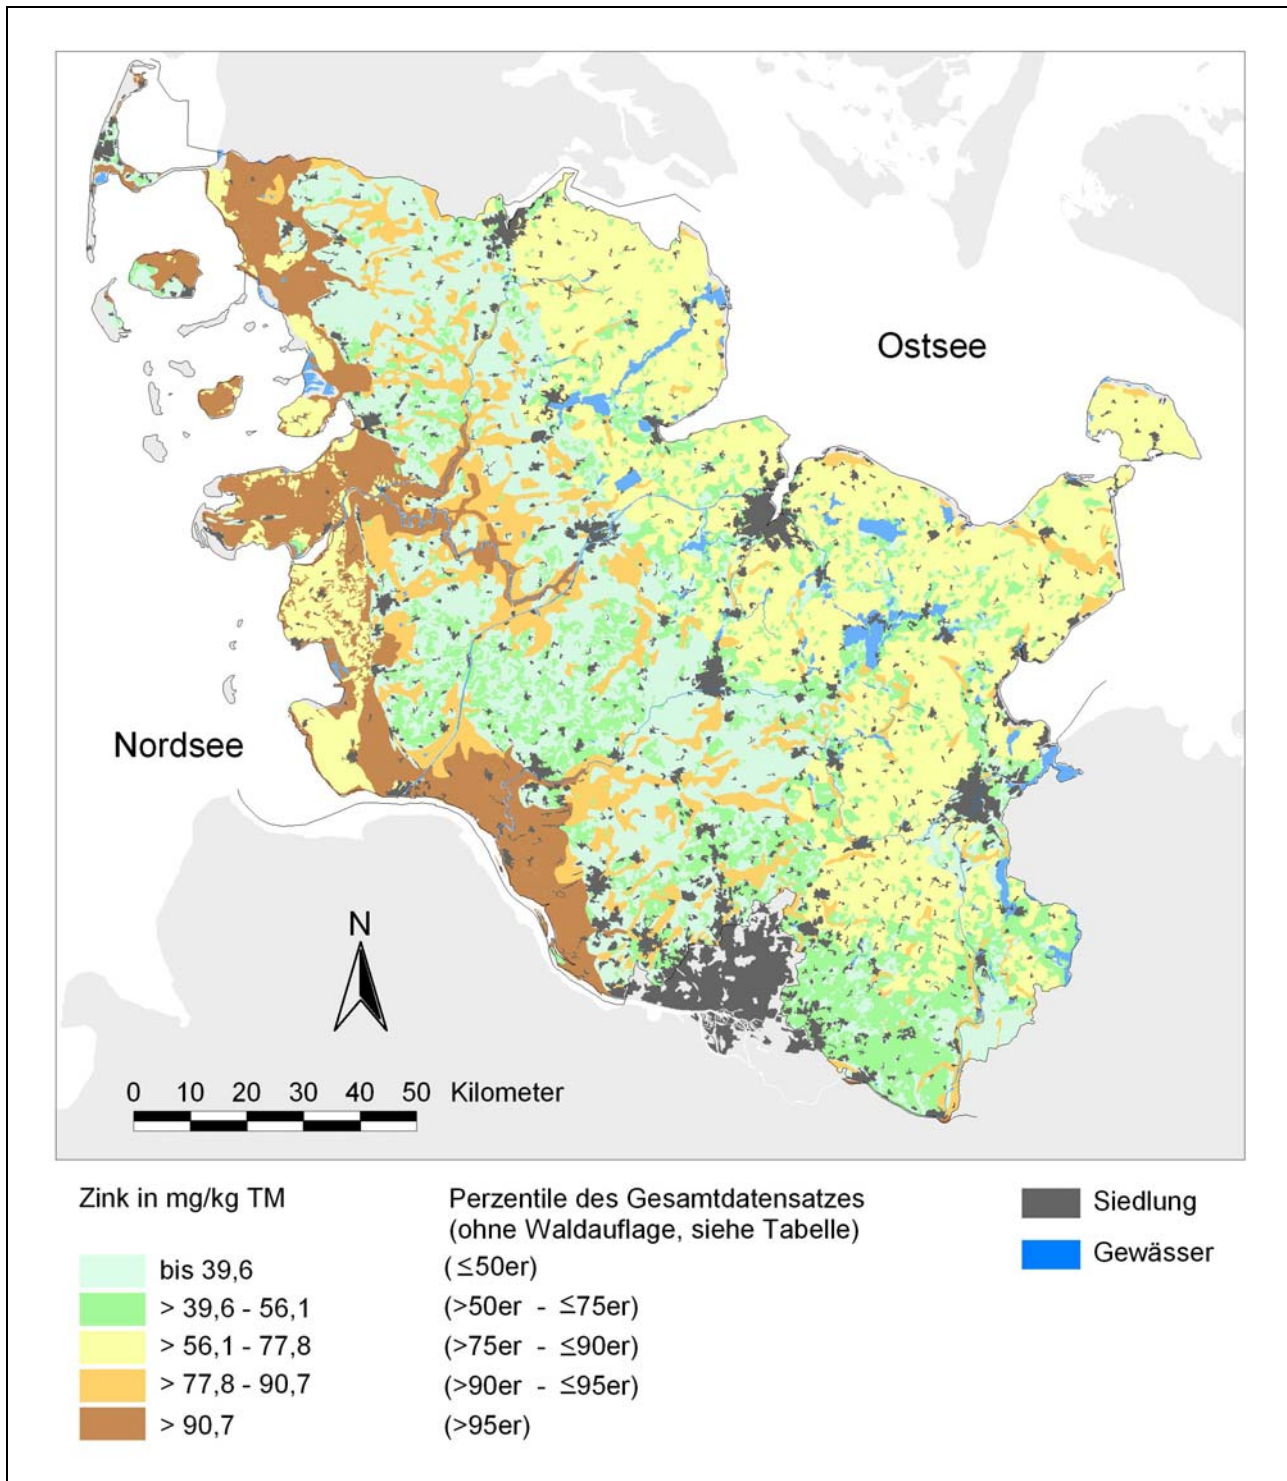 Ostsee
Nordsee
N
0 10 20 30 40 50 Kilometer
Zink in mg/kg TM
Perzentile des Gesamtdatensatzes
(ohne Waldauflage, siehe Tabelle)
bis 39,6 (≤50er)
> 39,6 - 56,1 (>50er - ≤75er)
> 56,1 - 77,8 (>75er - ≤90er)
> 77,8 - 90,7 (>90er - ≤95er)
> 90,7 (>95er)
Siedlung
Gewässer